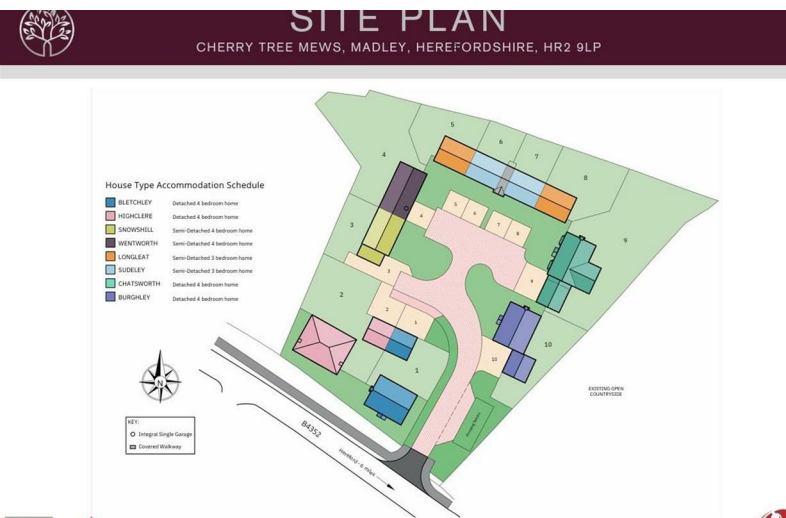 SITE PLAN
CHERRY TREE MEWS, MADLEY, HEREFORDSHIRE, HR2 9LP
House Type Accommodation Schedule
BLETCHLEY Detached 4 bedroom home
HIGHCLERE Detached 4 bedroom home
SNOWSHILL Semi-Detached 4 bedroom home
WENTWORTH Semi-Detached 4 bedroom home
LONGLEAT Semi-Detached 3 bedroom home
SUDELEY Semi-Detached 3 bedroom home
CHATSWORTH Detached 4 bedroom home
BURGHLEY Detached 4 bedroom home
5
6
7
8
4
9
3
5
6
7
8
4
3
9
2
2
1
10
10
1
N
EXISTING OPEN
COUNTRYSIDE
KEY:
Integral Single Garage
Covered Walkway
B4352
Hereford - 6 miles